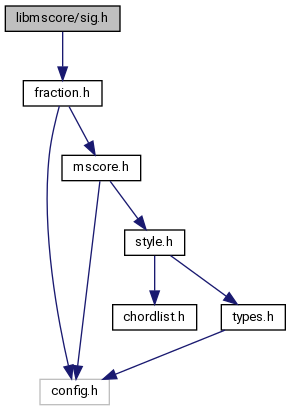 libmscore/sig.h
fraction.h
mscore.h
style.h
chordlist.h
types.h
config.h